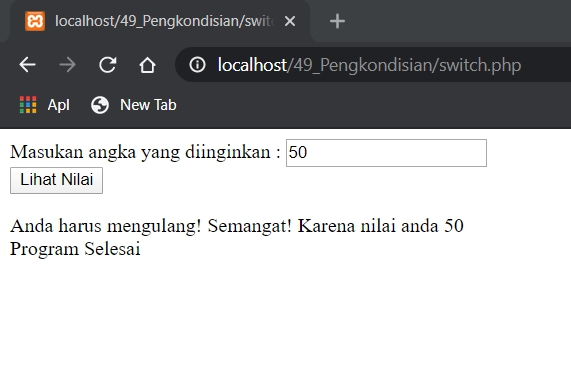 localhost/49_Pengkondisian/swit
localhost/49_Pengkondisian/switch.php
Apl New Tab
Masukan angka yang diinginkan : 50
Lihat Nilai
Anda harus mengulang! Semangat! Karena nilai anda 50
Program Selesai